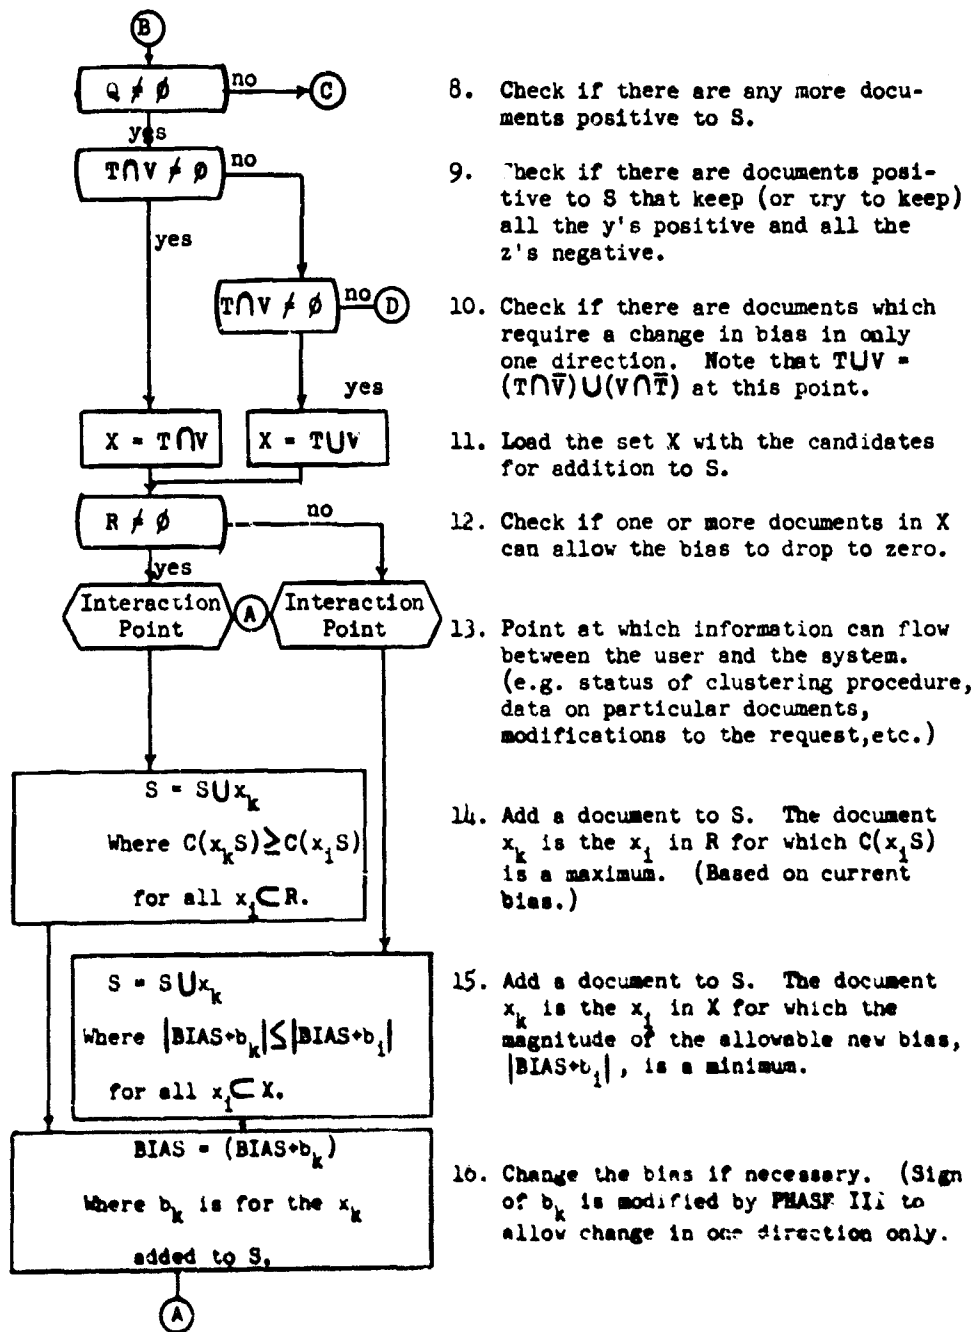 B
Q ≠ ∅
no
C
yes
T∩V ≠ ∅
no
yes
T∩V ≠ ∅
no
D
yes
X = T∩V
X = T∪V
R ≠ ∅
no
yes
Interaction
Point
A
Interaction
Point
S = S∪x_k
Where C(x_k S) ≥ C(x_i S)
for all x_i ⊂ R.
S = S∪x_k
Where |BIAS+b_k| ≤ |BIAS+b_i|
for all x_i ⊂ X.
BIAS = (BIAS+b_k)
Where b_k is for the x_k
added to S.
A
8. Check if there are any more docu-
ments positive to S.
9. Check if there are documents posi-
tive to S that keep (or try to keep)
all the y's positive and all the
z's negative.
10. Check if there are documents which
require a change in bias in only
one direction. Note that T∪V =
(T∩V̅)∪(V∩T̅) at this point.
11. Load the set X with the candidates
for addition to S.
12. Check if one or more documents in X
can allow the bias to drop to zero.
13. Point at which information can flow
between the user and the system.
(e.g. status of clustering procedure,
data on particular documents,
modifications to the request,etc.)
14. Add a document to S. The document
x_k is the x_i in R for which C(x_i S)
is a maximum. (Based on current
bias.)
15. Add a document to S. The document
x_k is the x_i in X for which the
magnitude of the allowable new bias,
|BIAS+b_i|, is a minimum.
16. Change the bias if necessary. (Sign
of b_k is modified by PHASE III to
allow change in one direction only.